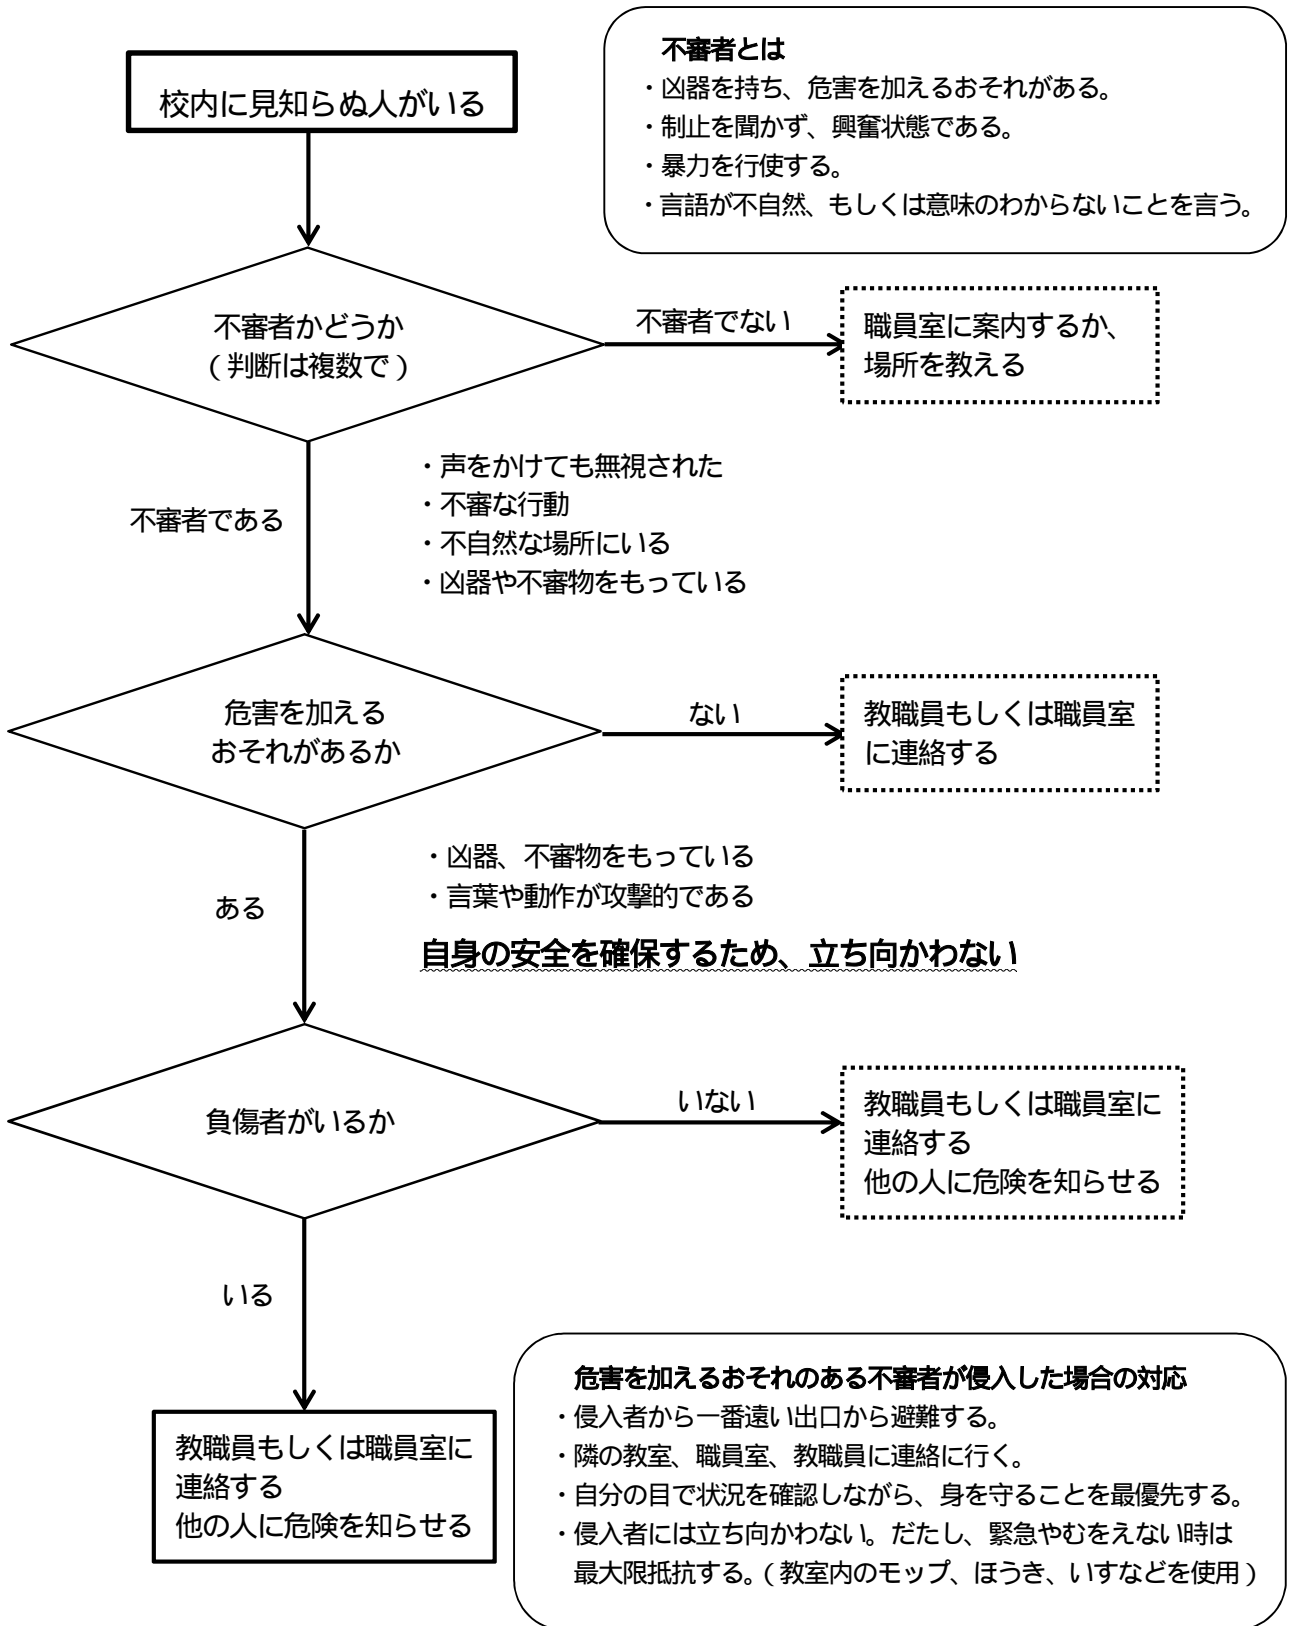 不審者とは
・凶器を持ち、危害を加えるおそれがある。
・制止を聞かず、興奮状態である。
・暴力を行使する。
・言語が不自然、もしくは意味のわからないことを言う。
校内に見知らぬ人がいる
不審者かどうか
（判断は複数で）
不審者でない
職員室に案内するか、
場所を教える
不審者である
・声をかけても無視された
・不審な行動
・不自然な場所にいる
・凶器や不審物をもっている
危害を加える
おそれがあるか
ない
教職員もしくは職員室
に連絡する
ある
・凶器、不審物をもっている
・言葉や動作が攻撃的である
自身の安全を確保するため、立ち向かわない
負傷者がいるか
いない
教職員もしくは職員室に
連絡する
他の人に危険を知らせる
いる
教職員もしくは職員室に
連絡する
他の人に危険を知らせる
危害を加えるおそれのある不審者が侵入した場合の対応
・侵入者から一番遠い出口から避難する。
・隣の教室、職員室、教職員に連絡に行く。
・自分の目で状況を確認しながら、身を守ることを最優先する。
・侵入者には立ち向かわない。だたし、緊急やむをえない時は
最大限抵抗する。（教室内のモップ、ほうき、いすなどを使用）